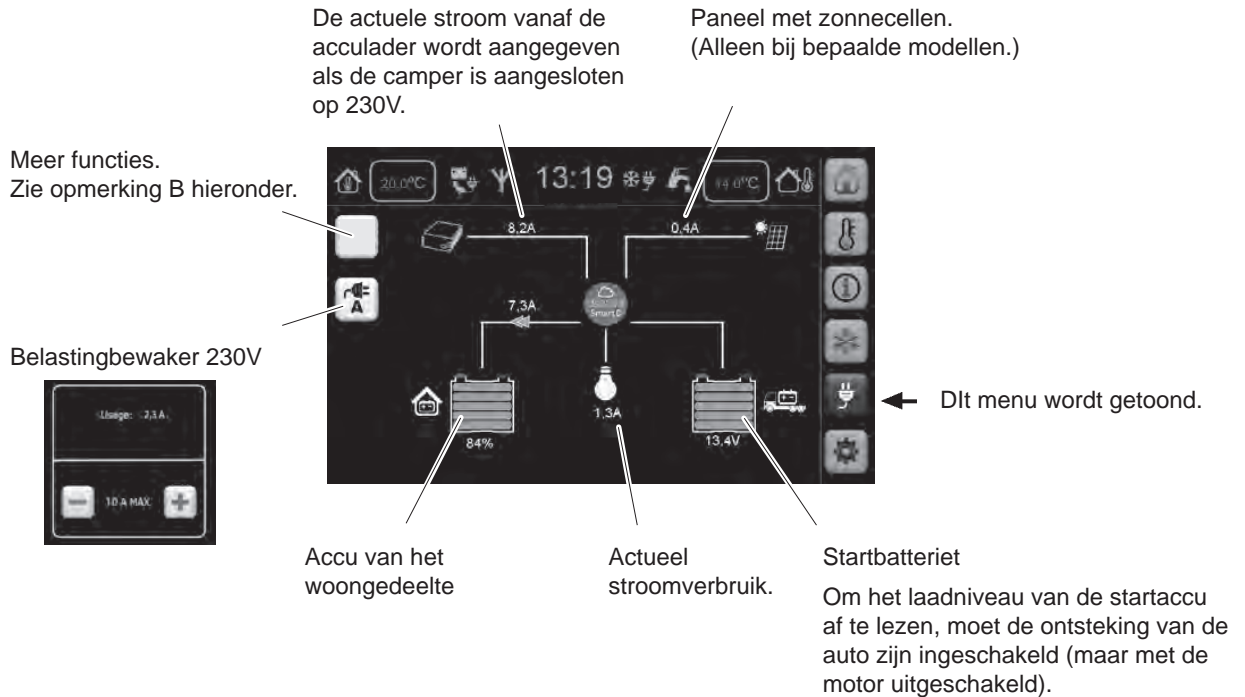 De actuele stroom vanaf de
acculader wordt aangegeven
als de camper is aangesloten
op 230V.
Paneel met zonnecellen.
(Alleen bij bepaalde modellen.)
Meer functies.
Zie opmerking B hieronder.
20.0°C
13:19
14.0°C
8,2A
0,4A
A
7,3A
Smart D
Belastingbewaker 230V
Usage: 2,3 A
10 A MAX
84%
1,3A
13,4V
DIt menu wordt getoond.
Accu van het
woongedeelte
Actueel
stroomverbruik.
Startbatteriet
Om het laadniveau van de startaccu
af te lezen, moet de ontsteking van de
auto zijn ingeschakeld (maar met de
motor uitgeschakeld).